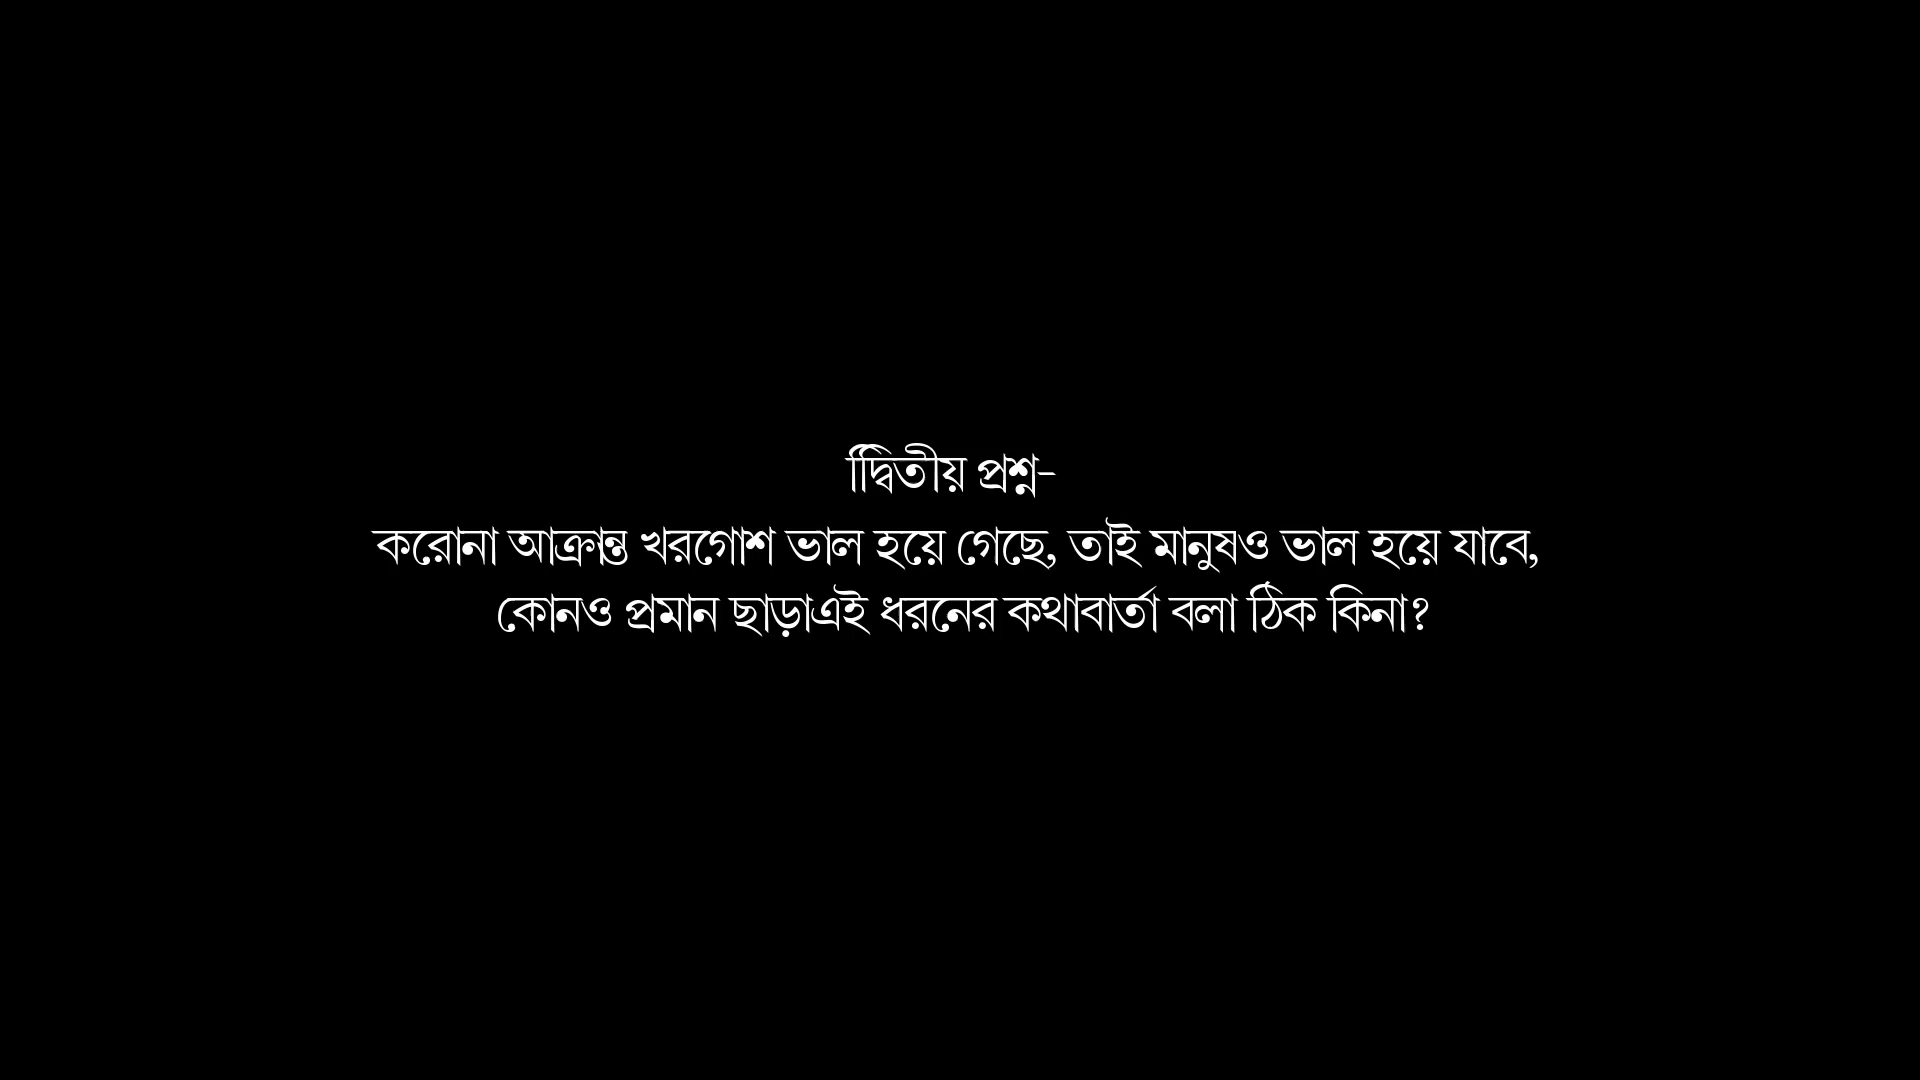 দ্বিতীয় প্রশ্ন-
করোনা আক্রান্ত খরগোশ ভাল হয়ে গেছে, তাই মানুষও ভাল হয়ে যাবে,
কোনও প্রমান ছাড়াএই ধরনের কথাবার্তা বলা ঠিক কিনা?